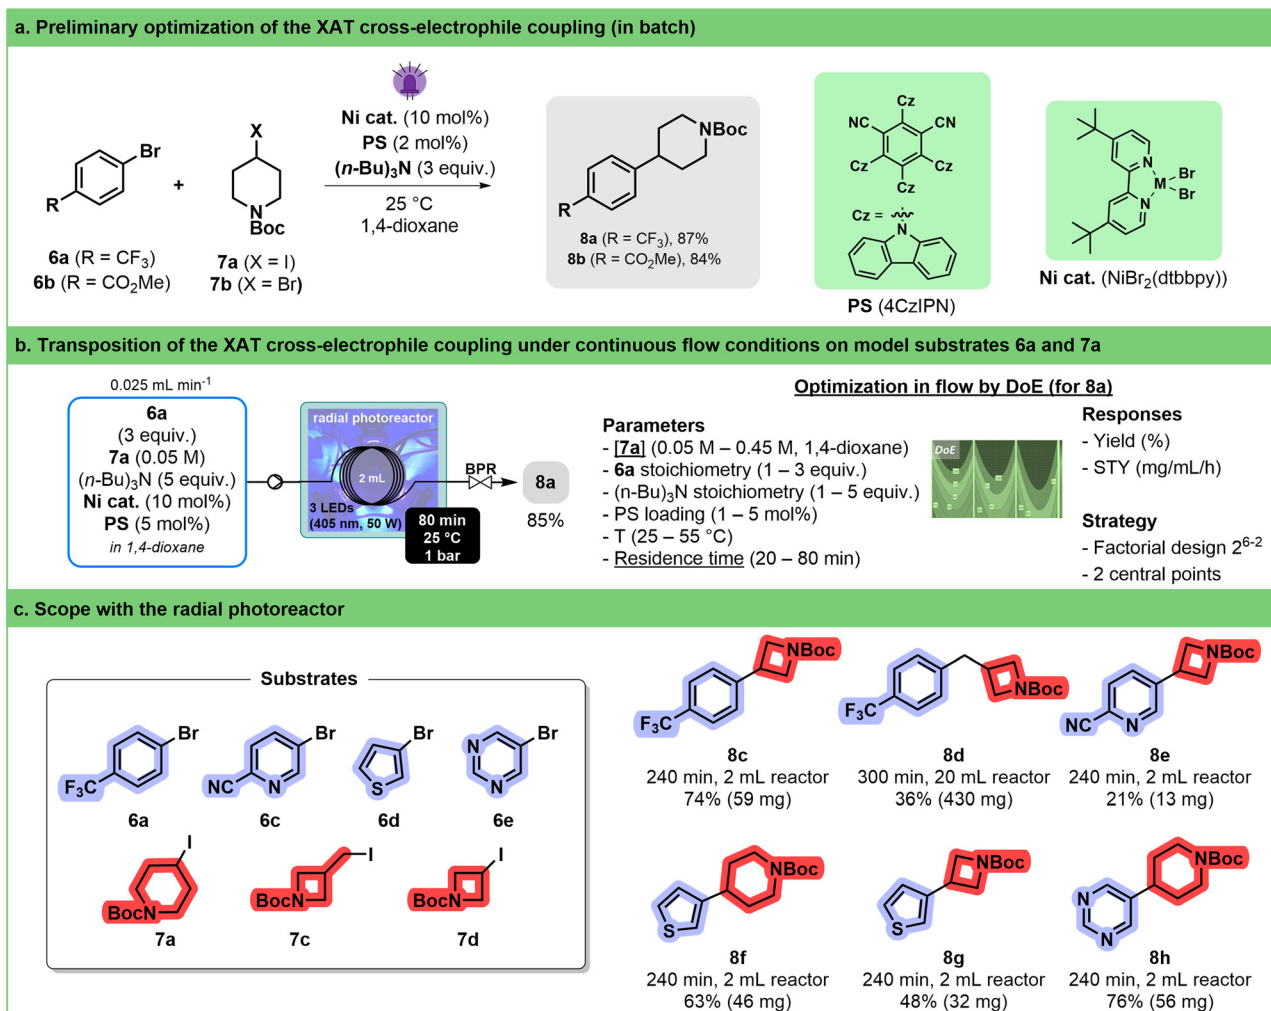 a. Preliminary optimization of the XAT cross-electrophile coupling (in batch)
Br
R
+
X
N
Boc
6a (R = CF3)
6b (R = CO2Me)
7a (X = I)
7b (X = Br)
Ni cat. (10 mol%)
PS (2 mol%)
(n-Bu)3N (3 equiv.)
25 °C
1,4-dioxane
NBoc
R
8a (R = CF3), 87%
8b (R = CO2Me), 84%
Cz
NC
CN
Cz
Cz
Cz
Cz =
N
PS (4CzIPN)
N
M
Br
Br
N
Ni cat. (NiBr2(dtbbpy))
b. Transposition of the XAT cross-electrophile coupling under continuous flow conditions on model substrates 6a and 7a
0.025 mL min-1
6a
(3 equiv.)
7a (0.05 M)
(n-Bu)3N (5 equiv.)
Ni cat. (10 mol%)
PS (5 mol%)
in 1,4-dioxane
radial photoreactor
2 mL
3 LEDs
(405 nm, 50 W)
80 min
25 °C
1 bar
BPR
8a
85%
Optimization in flow by DoE (for 8a)
Parameters
- [7a] (0.05 M – 0.45 M, 1,4-dioxane)
- 6a stoichiometry (1 – 3 equiv.)
- (n-Bu)3N stoichiometry (1 – 5 equiv.)
- PS loading (1 – 5 mol%)
- T (25 – 55 °C)
- Residence time (20 – 80 min)
DoE
Responses
- Yield (%)
- STY (mg/mL/h)
Strategy
- Factorial design 26-2
- 2 central points
c. Scope with the radial photoreactor
Substrates
Br
F3C
6a
Br
NC
N
6c
Br
S
6d
N
Br
N
6e
I
BocN
7a
I
BocN
7c
I
BocN
7d
NBoc
F3C
8c
240 min, 2 mL reactor
74% (59 mg)
F3C
NBoc
8d
300 min, 20 mL reactor
36% (430 mg)
NBoc
NC
N
8e
240 min, 2 mL reactor
21% (13 mg)
NBoc
S
8f
240 min, 2 mL reactor
63% (46 mg)
NBoc
S
8g
240 min, 2 mL reactor
48% (32 mg)
NBoc
N
N
8h
240 min, 2 mL reactor
76% (56 mg)